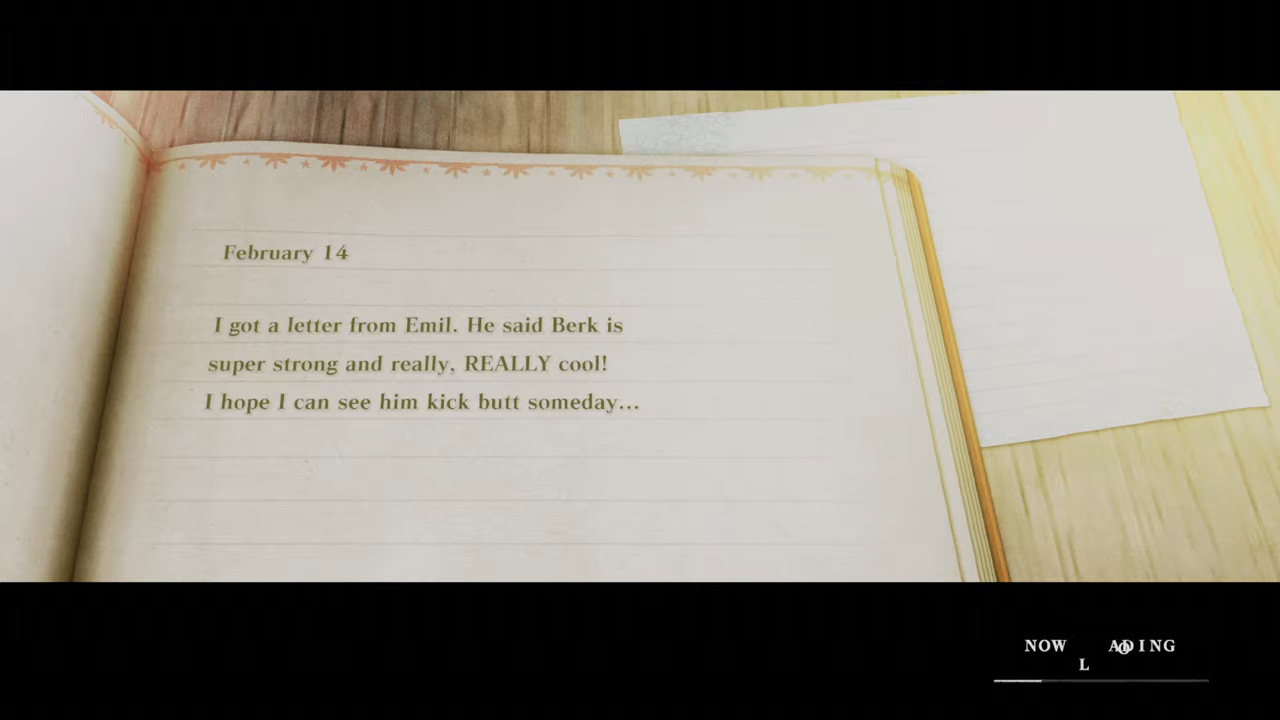 February 14
I got a letter from Emil. He said Berk is
super strong and really, REALLY cool!
I hope I can see him kick butt someday...
NOW LOADING